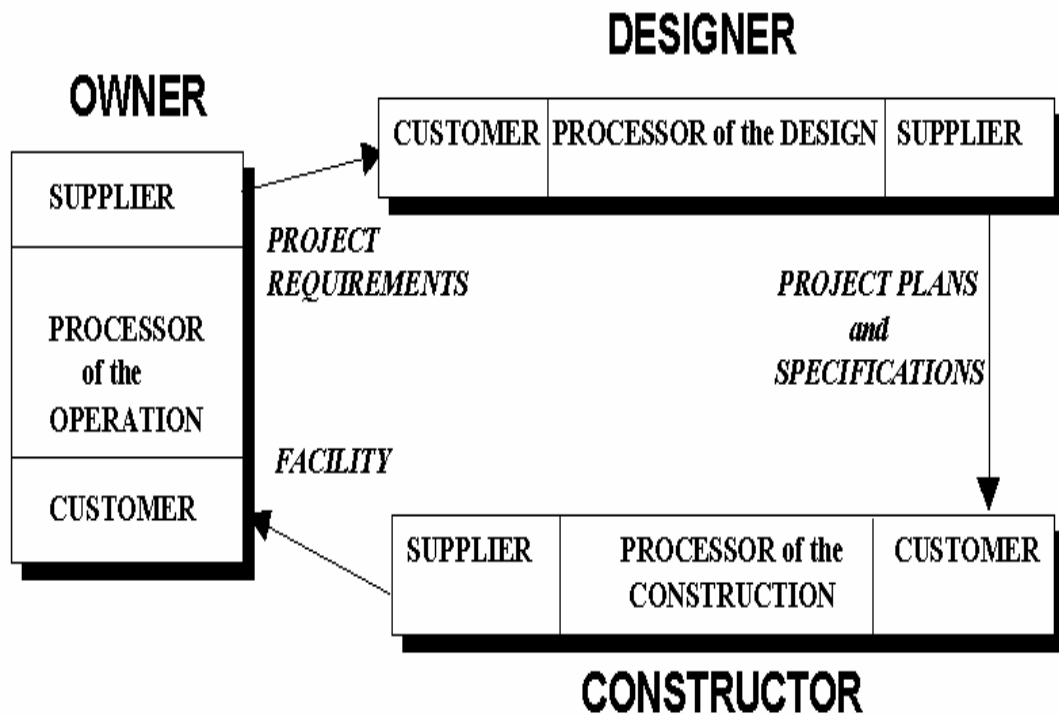 DESIGNER
OWNER
CUSTOMER
PROCESSOR of the DESIGN
SUPPLIER
SUPPLIER
PROJECT
REQUIREMENTS
PROCESSOR
of the
OPERATION
PROJECT PLANS
and
SPECIFICATIONS
FACILITY
CUSTOMER
SUPPLIER
PROCESSOR of the
CONSTRUCTION
CUSTOMER
CONSTRUCTOR